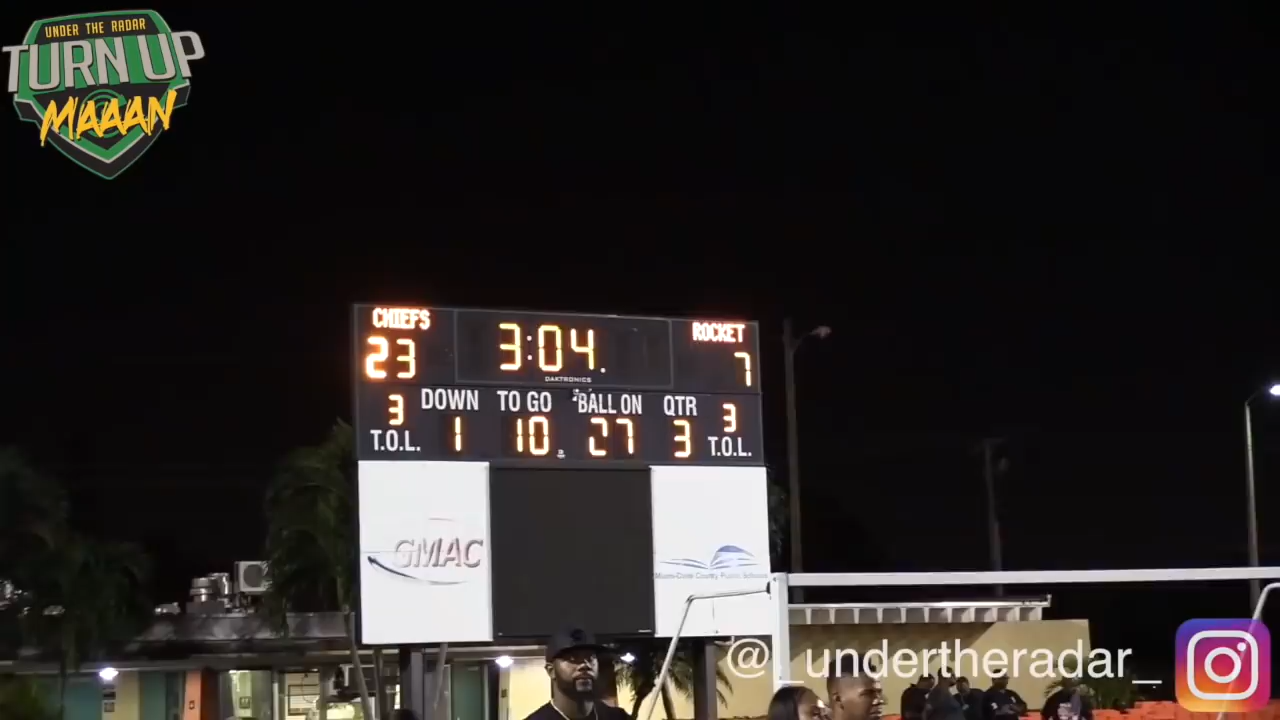 UNDER THE RADAR
TURN UP
MAAAN
CHIEFS
3:04.
ROCKET
23
7
DAKTRONICS
DOWN
TO GO
BALL ON
QTR
3
1
10
27
3
3
T.O.L.
T.O.L.
GMAC
Miami-Dade County Public Schools
@_undertheradar_